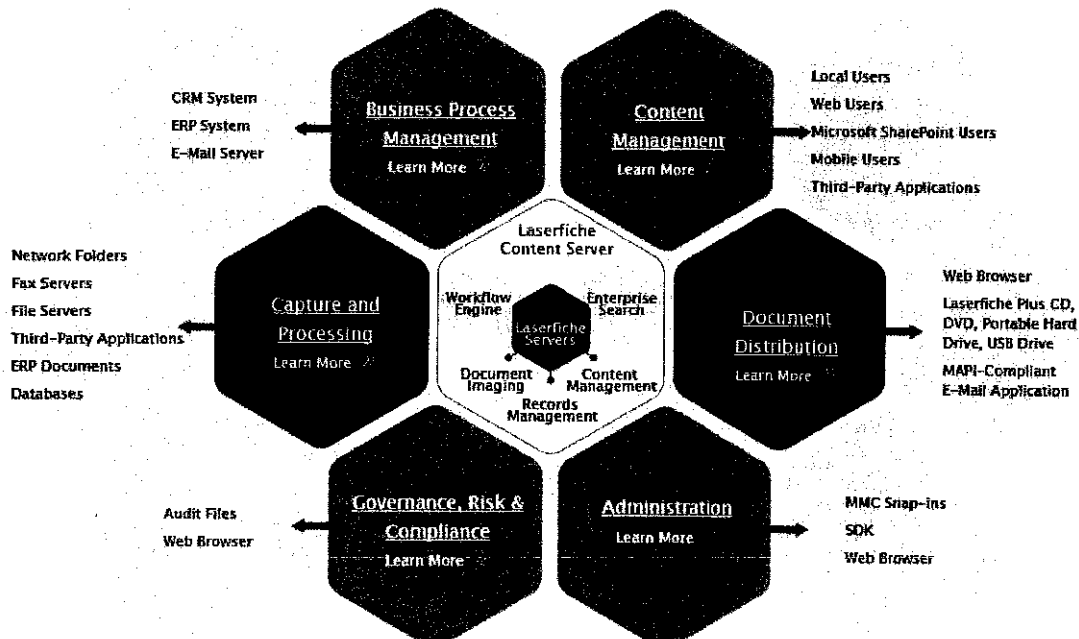 CRM System
ERP System
E-Mail Server
Business Process
Management
Learn More
Content
Management
Learn More
Local Users
Web Users
Microsoft SharePoint Users
Mobile Users
Third-Party Applications
Network Folders
Fax Servers
File Servers
Third-Party Applications
ERP Documents
Databases
Capture and
Processing
Learn More
Laserfiche
Content Server
Workflow
Engine
Enterprise
Search
Laserfiche
Servers
Document
Imaging
Content
Management
Records
Management
Document
Distribution
Learn More
Web Browser
Laserfiche Plus CD,
DVD, Portable Hard
Drive, USB Drive
MAPI-Compliant
E-Mail Application
Audit Files
Web Browser
Governance, Risk &
Compliance
Learn More
Administration
Learn More
MMC Snap-ins
SDK
Web Browser